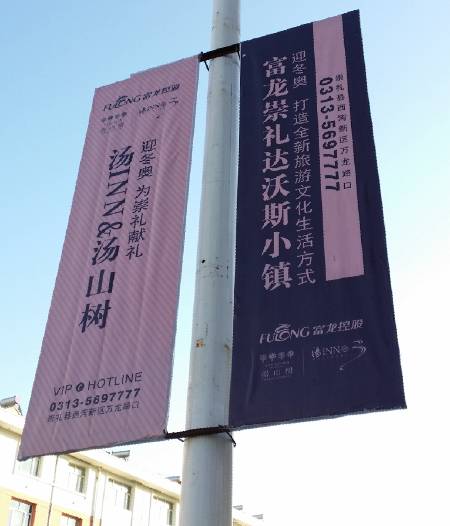 FULONG 富龙控股
汤INN
迎冬奥 为崇礼献礼
汤INN&汤山树
VIP HOTLINE
0313-5697777
崇礼县西湾新区万龙路口
崇礼县西湾新区万龙路口
0313-5697777
迎冬奥 打造全新旅游文化生活方式
富龙崇礼达沃斯小镇
FULONG 富龙控股
汤山树
汤INN